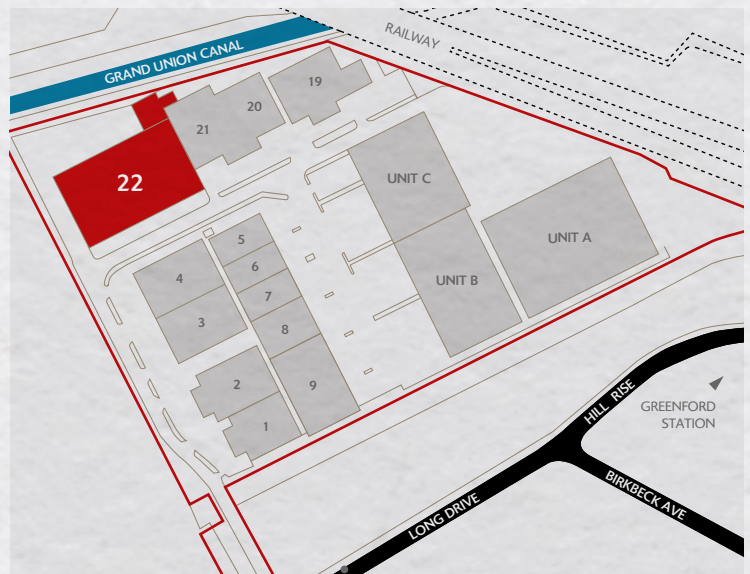 RAILWAY
GRAND UNION CANAL
19
20
21
22
UNIT C
UNIT A
UNIT B
5
4
6
7
3
8
2
9
1
HILL RISE
GREENFORD
STATION
BIRKBECK AVE
LONG DRIVE